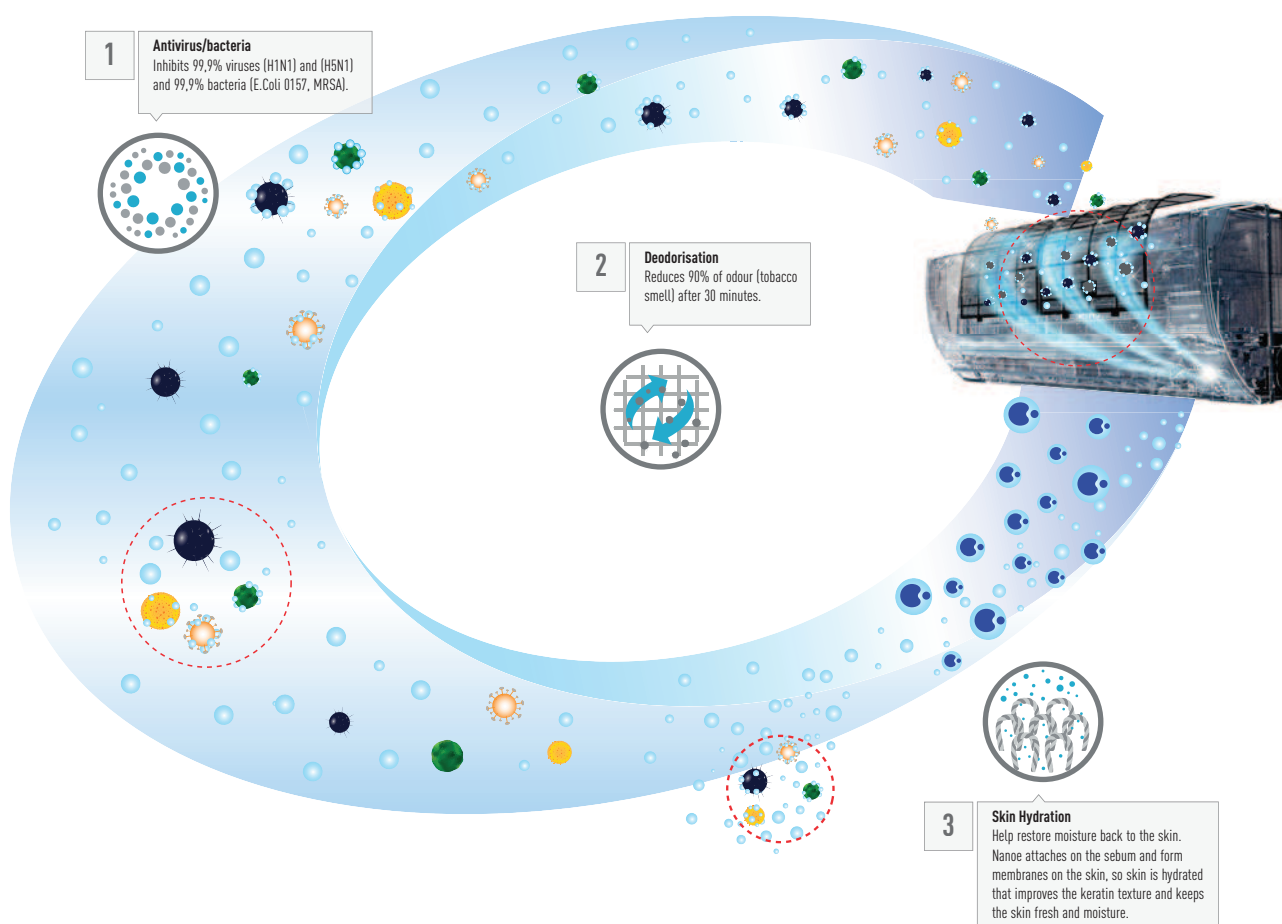 1
Antivirus/bacteria
Inhibits 99,9% viruses (H1N1) and (H5N1)
and 99,9% bacteria (E.Coli 0157, MRSA).
2
Deodorisation
Reduces 90% of odour (tobacco
smell) after 30 minutes.
3
Skin Hydration
Help restore moisture back to the skin.
Nanoe attaches on the sebum and form
membranes on the skin, so skin is hydrated
that improves the keratin texture and keeps
the skin fresh and moisture.